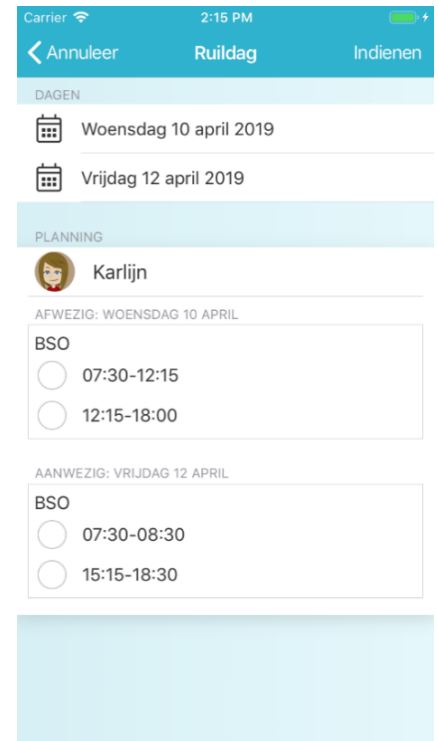 Carrier 2:15 PM
Annuleer Ruildag Indienen
DAGEN
Woensdag 10 april 2019
Vrijdag 12 april 2019
PLANNING
Karlijn
AFWEZIG: WOENSDAG 10 APRIL
BSO
07:30-12:15
12:15-18:00
AANWEZIG: VRIJDAG 12 APRIL
BSO
07:30-08:30
15:15-18:30